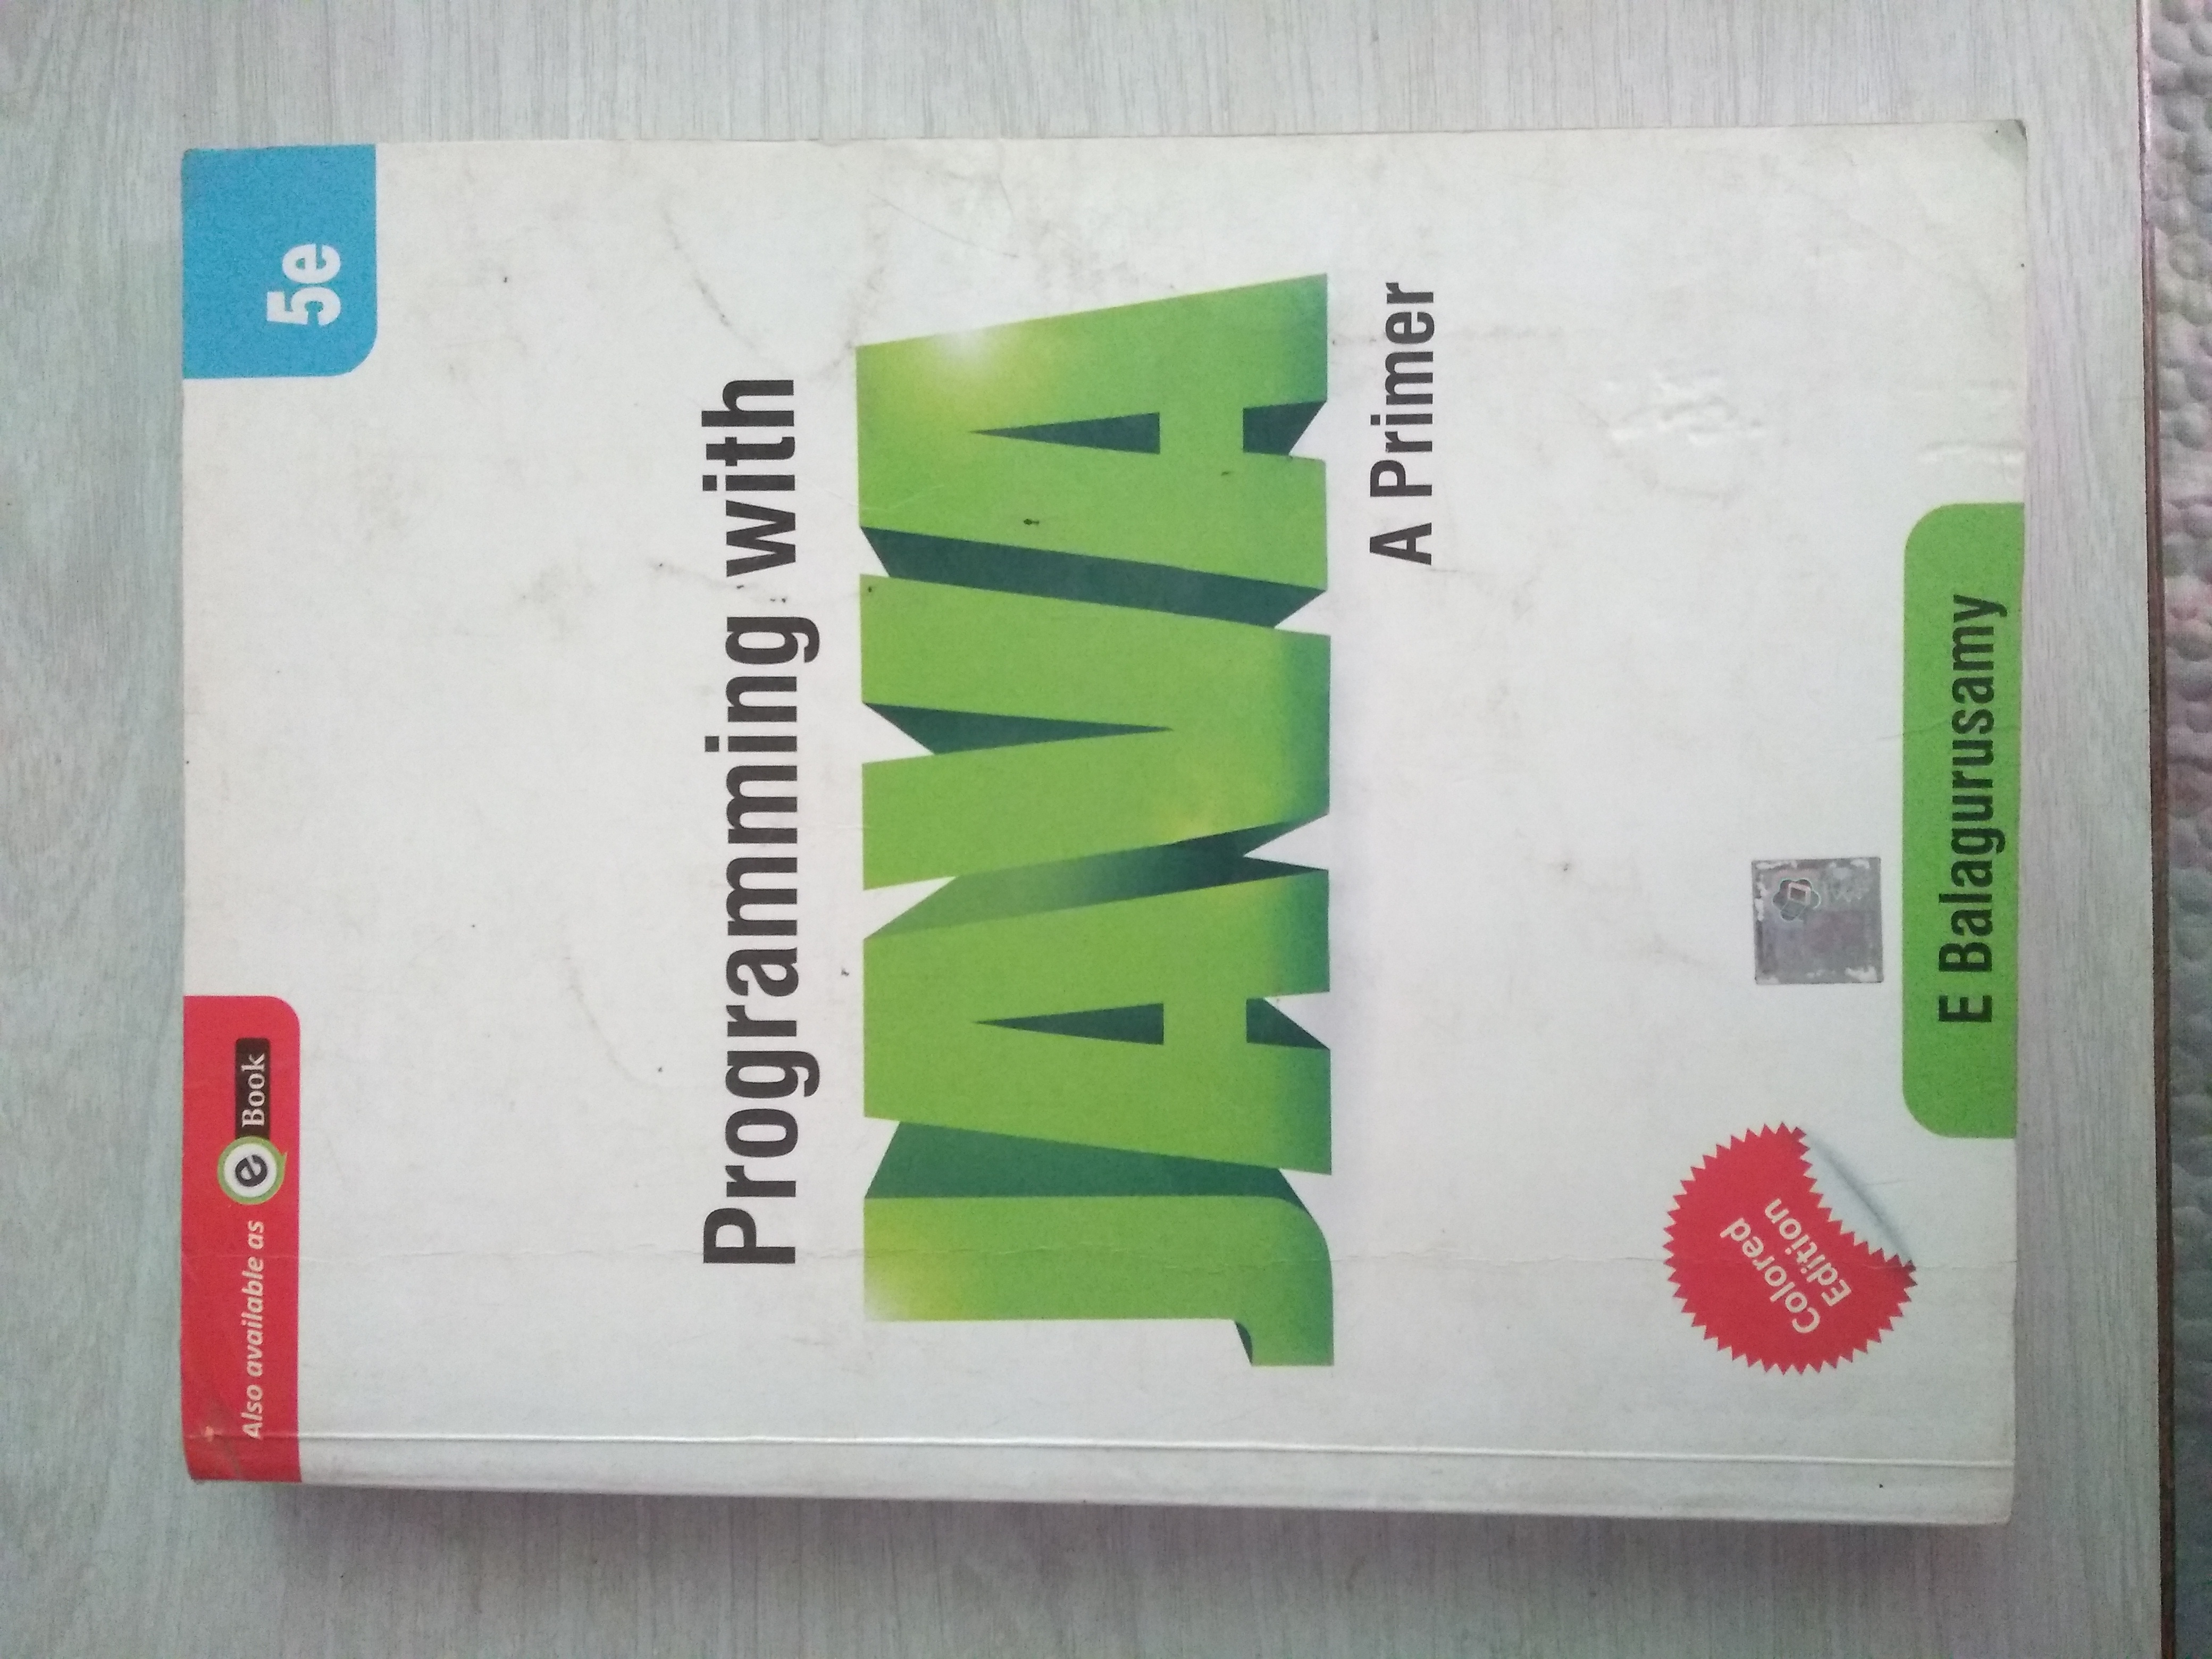 Also available as e Book
5e
Programming with
JAVA
A Primer
Colored
Edition
E Balagurusamy